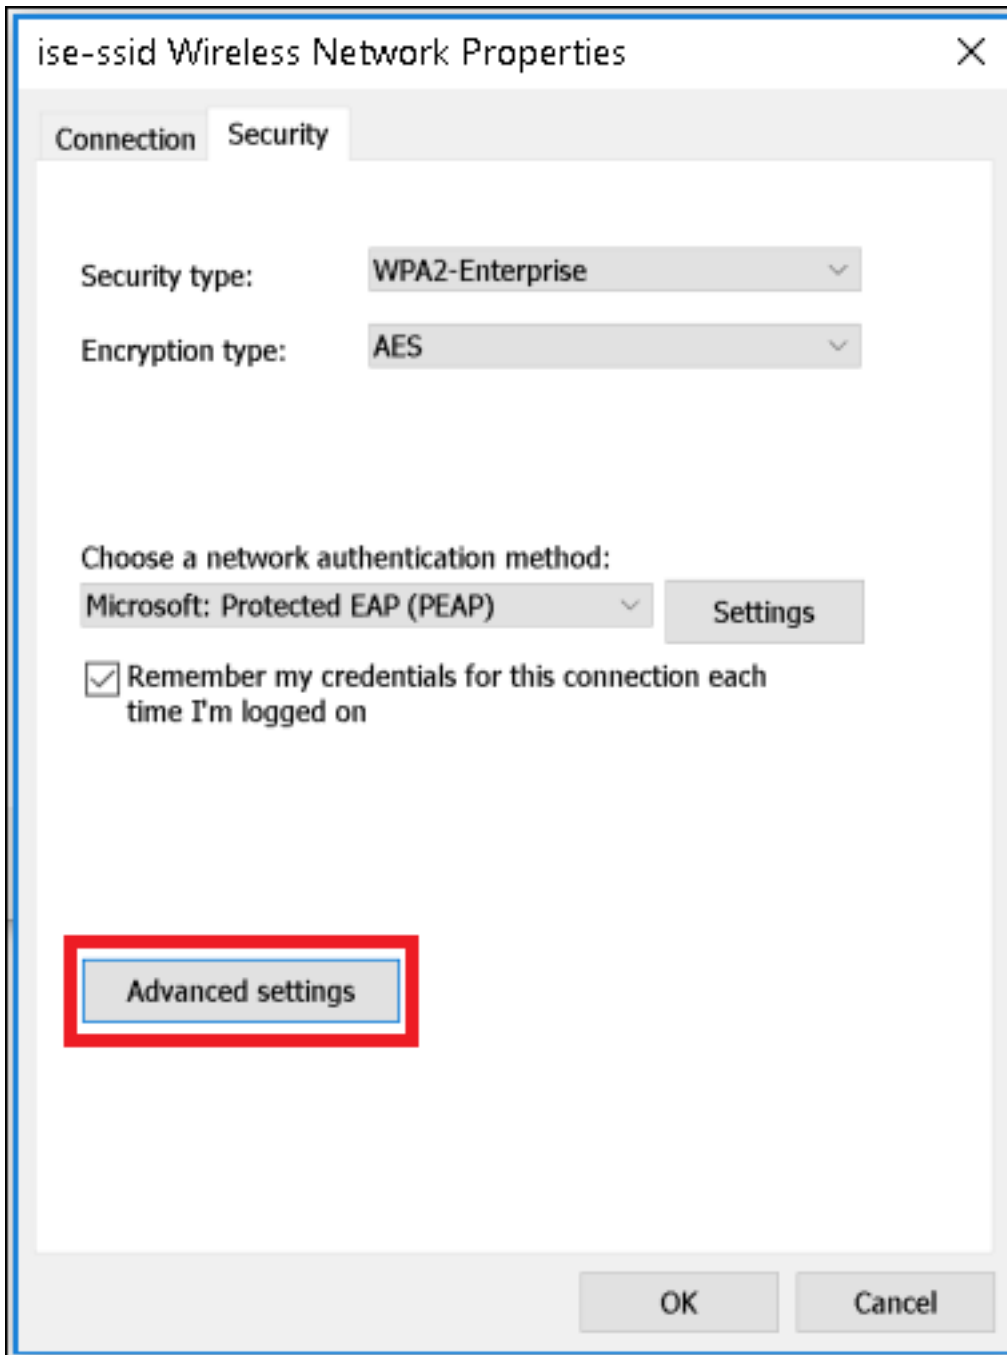 ise-ssid Wireless Network Properties
Connection
Security
Security type:
WPA2-Enterprise
Encryption type:
AES
Choose a network authentication method:
Microsoft: Protected EAP (PEAP)
Settings
Remember my credentials for this connection each
time I'm logged on
Advanced settings
OK
Cancel